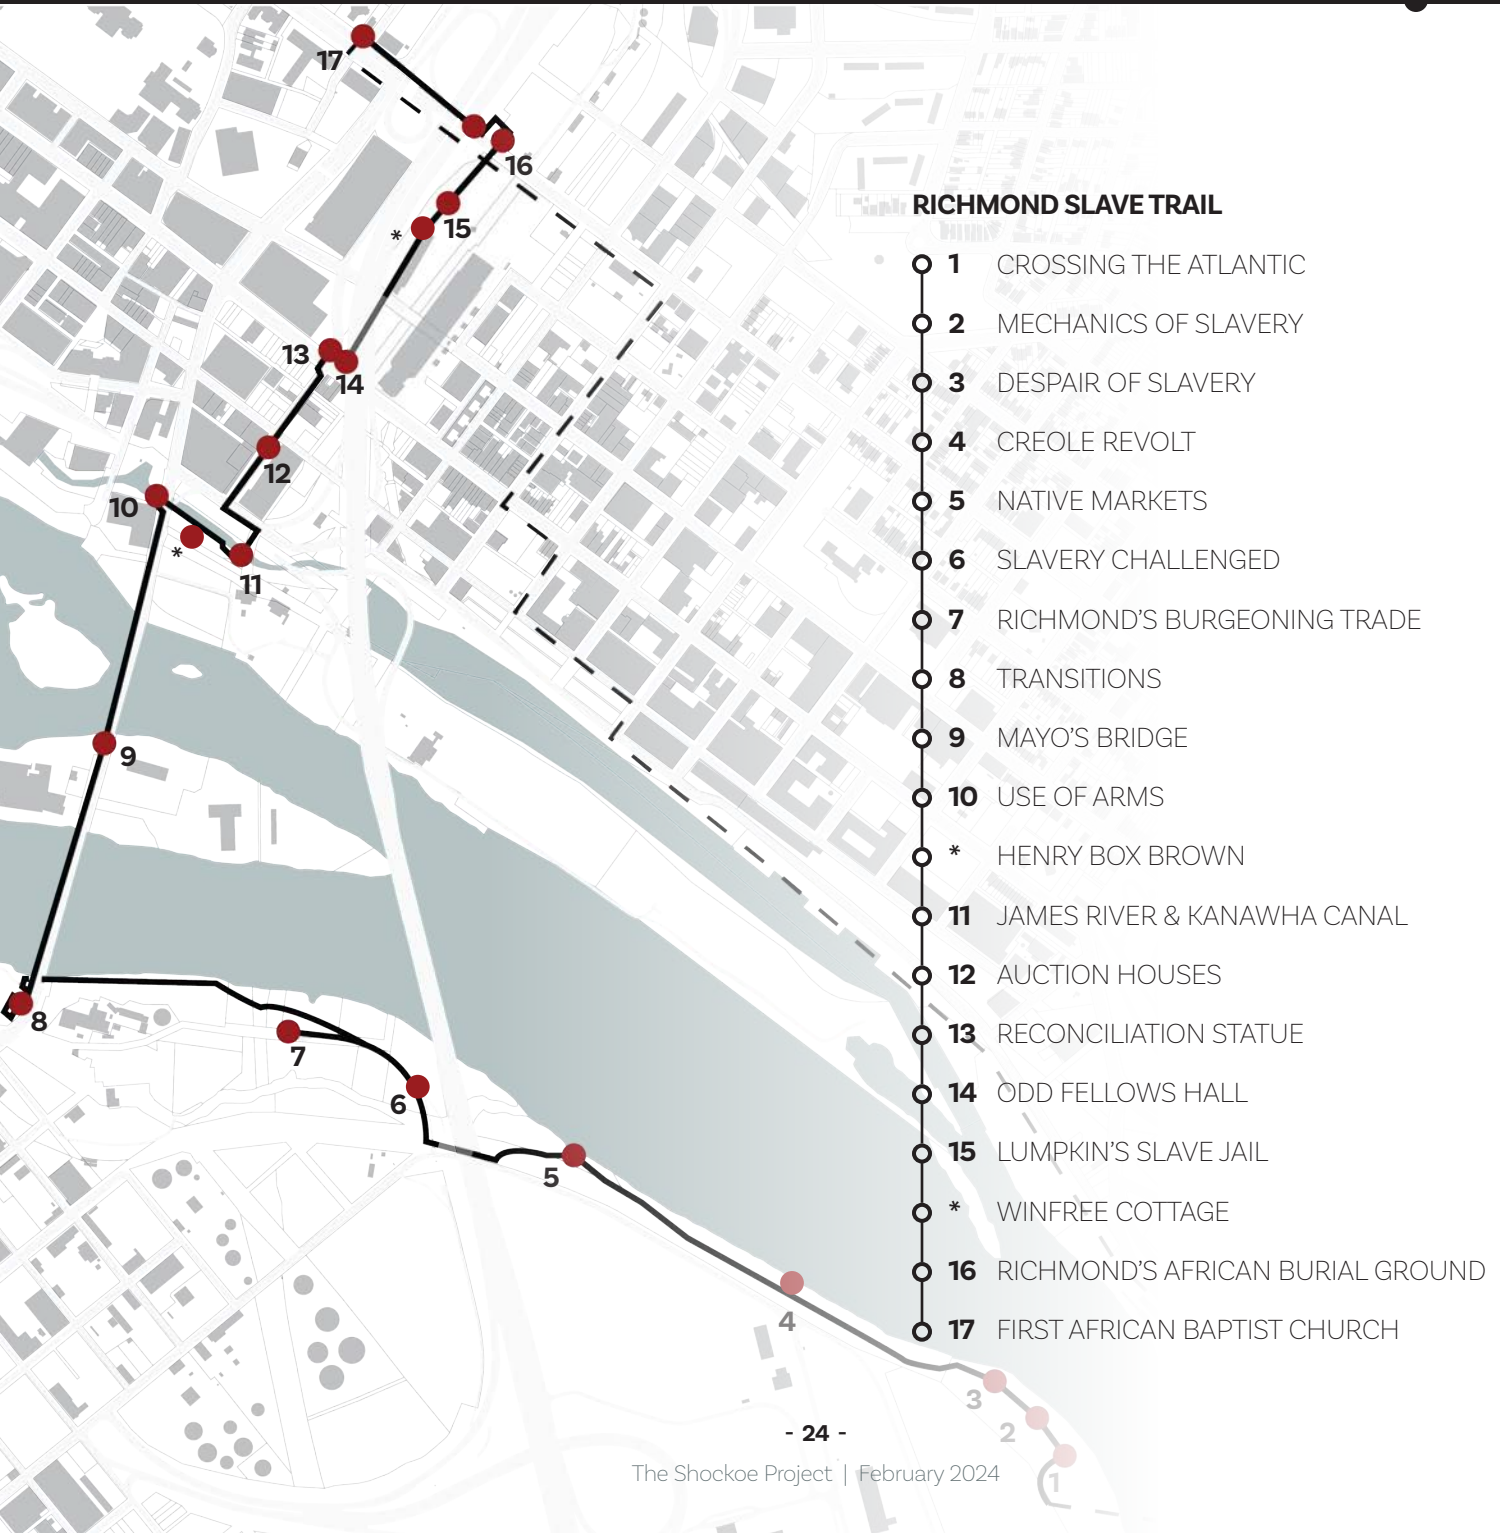 17
16
15
*
13
14
12
10
*
11
9
8
7
6
5
4
3
2
1
RICHMOND SLAVE TRAIL
1 CROSSING THE ATLANTIC
2 MECHANICS OF SLAVERY
3 DESPAIR OF SLAVERY
4 CREOLE REVOLT
5 NATIVE MARKETS
6 SLAVERY CHALLENGED
7 RICHMOND’S BURGEONING TRADE
8 TRANSITIONS
9 MAYO’S BRIDGE
10 USE OF ARMS
* HENRY BOX BROWN
11 JAMES RIVER & KANAWHA CANAL
12 AUCTION HOUSES
13 RECONCILIATION STATUE
14 ODD FELLOWS HALL
15 LUMPKIN’S SLAVE JAIL
* WINFREE COTTAGE
16 RICHMOND’S AFRICAN BURIAL GROUND
17 FIRST AFRICAN BAPTIST CHURCH
- 24 -
The Shockoe Project | February 2024